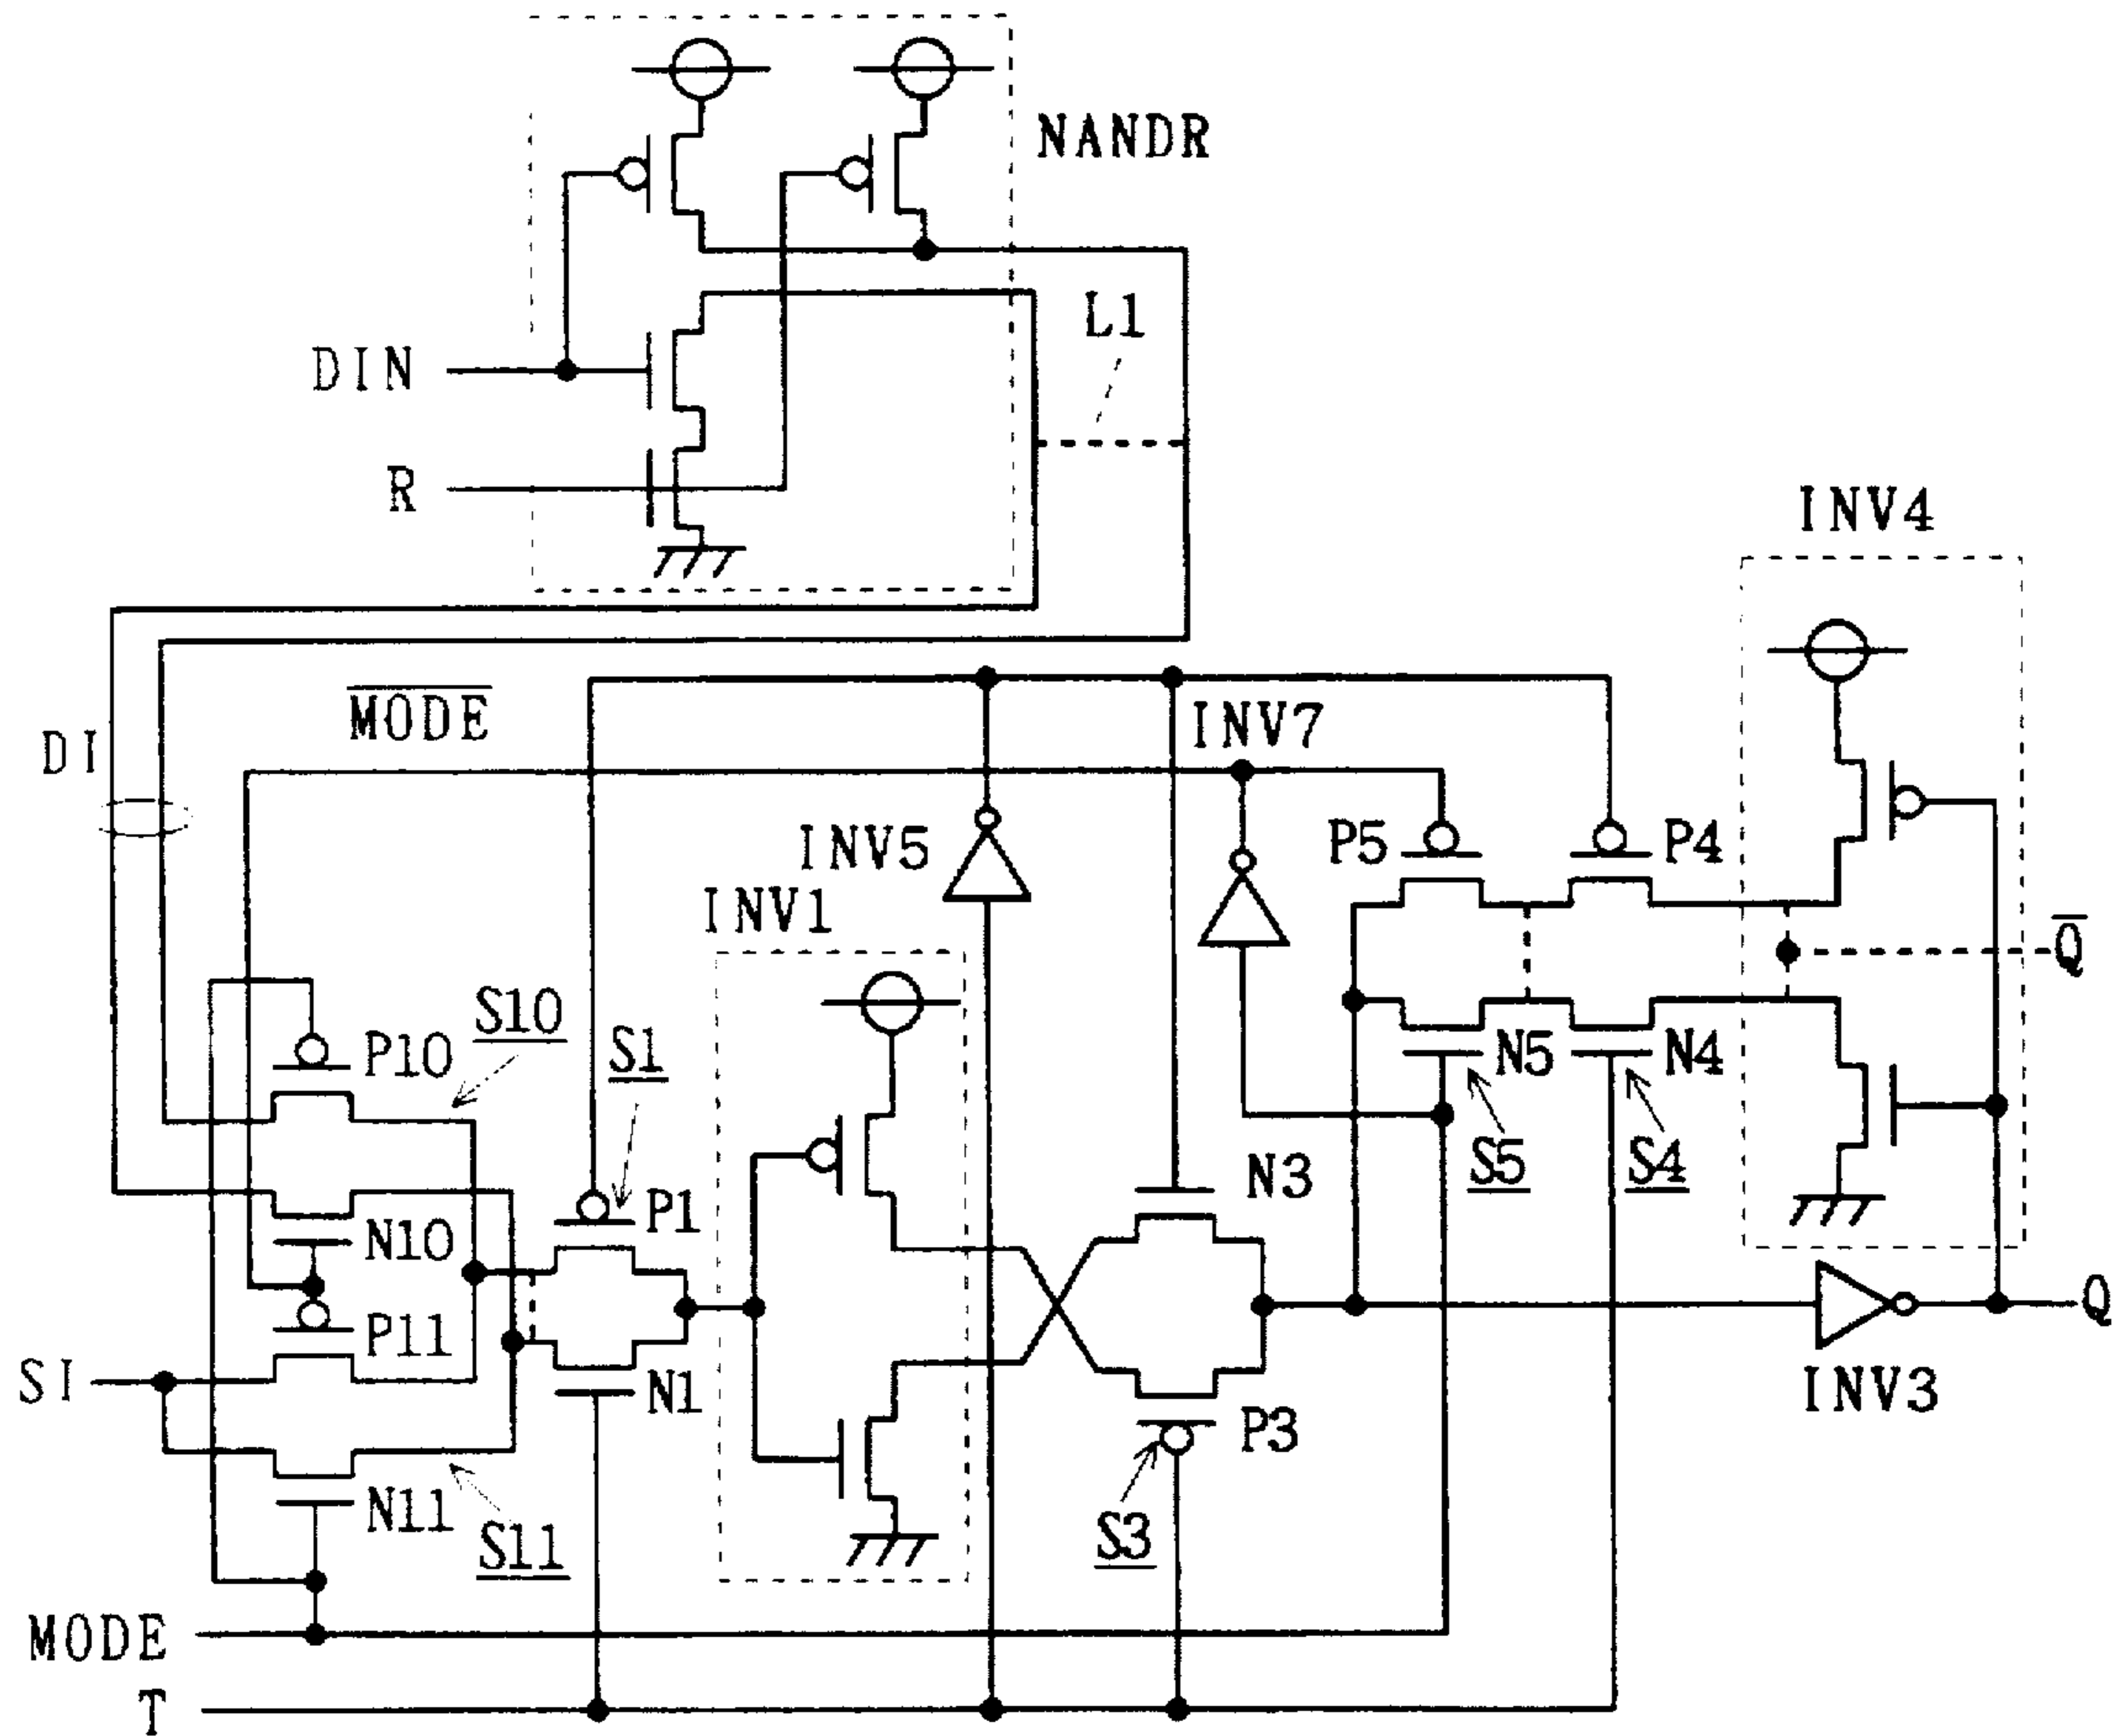 NANDR
L1
DIN
R
INV4
MODE
DI
INV7
INV5
P5
P4
INV1
Q
S10
S1
P10
N5
N4
S5
S4
N3
P1
N10
P11
SI
N1
Q
INV3
P3
N11
S11
S3
MODE
T